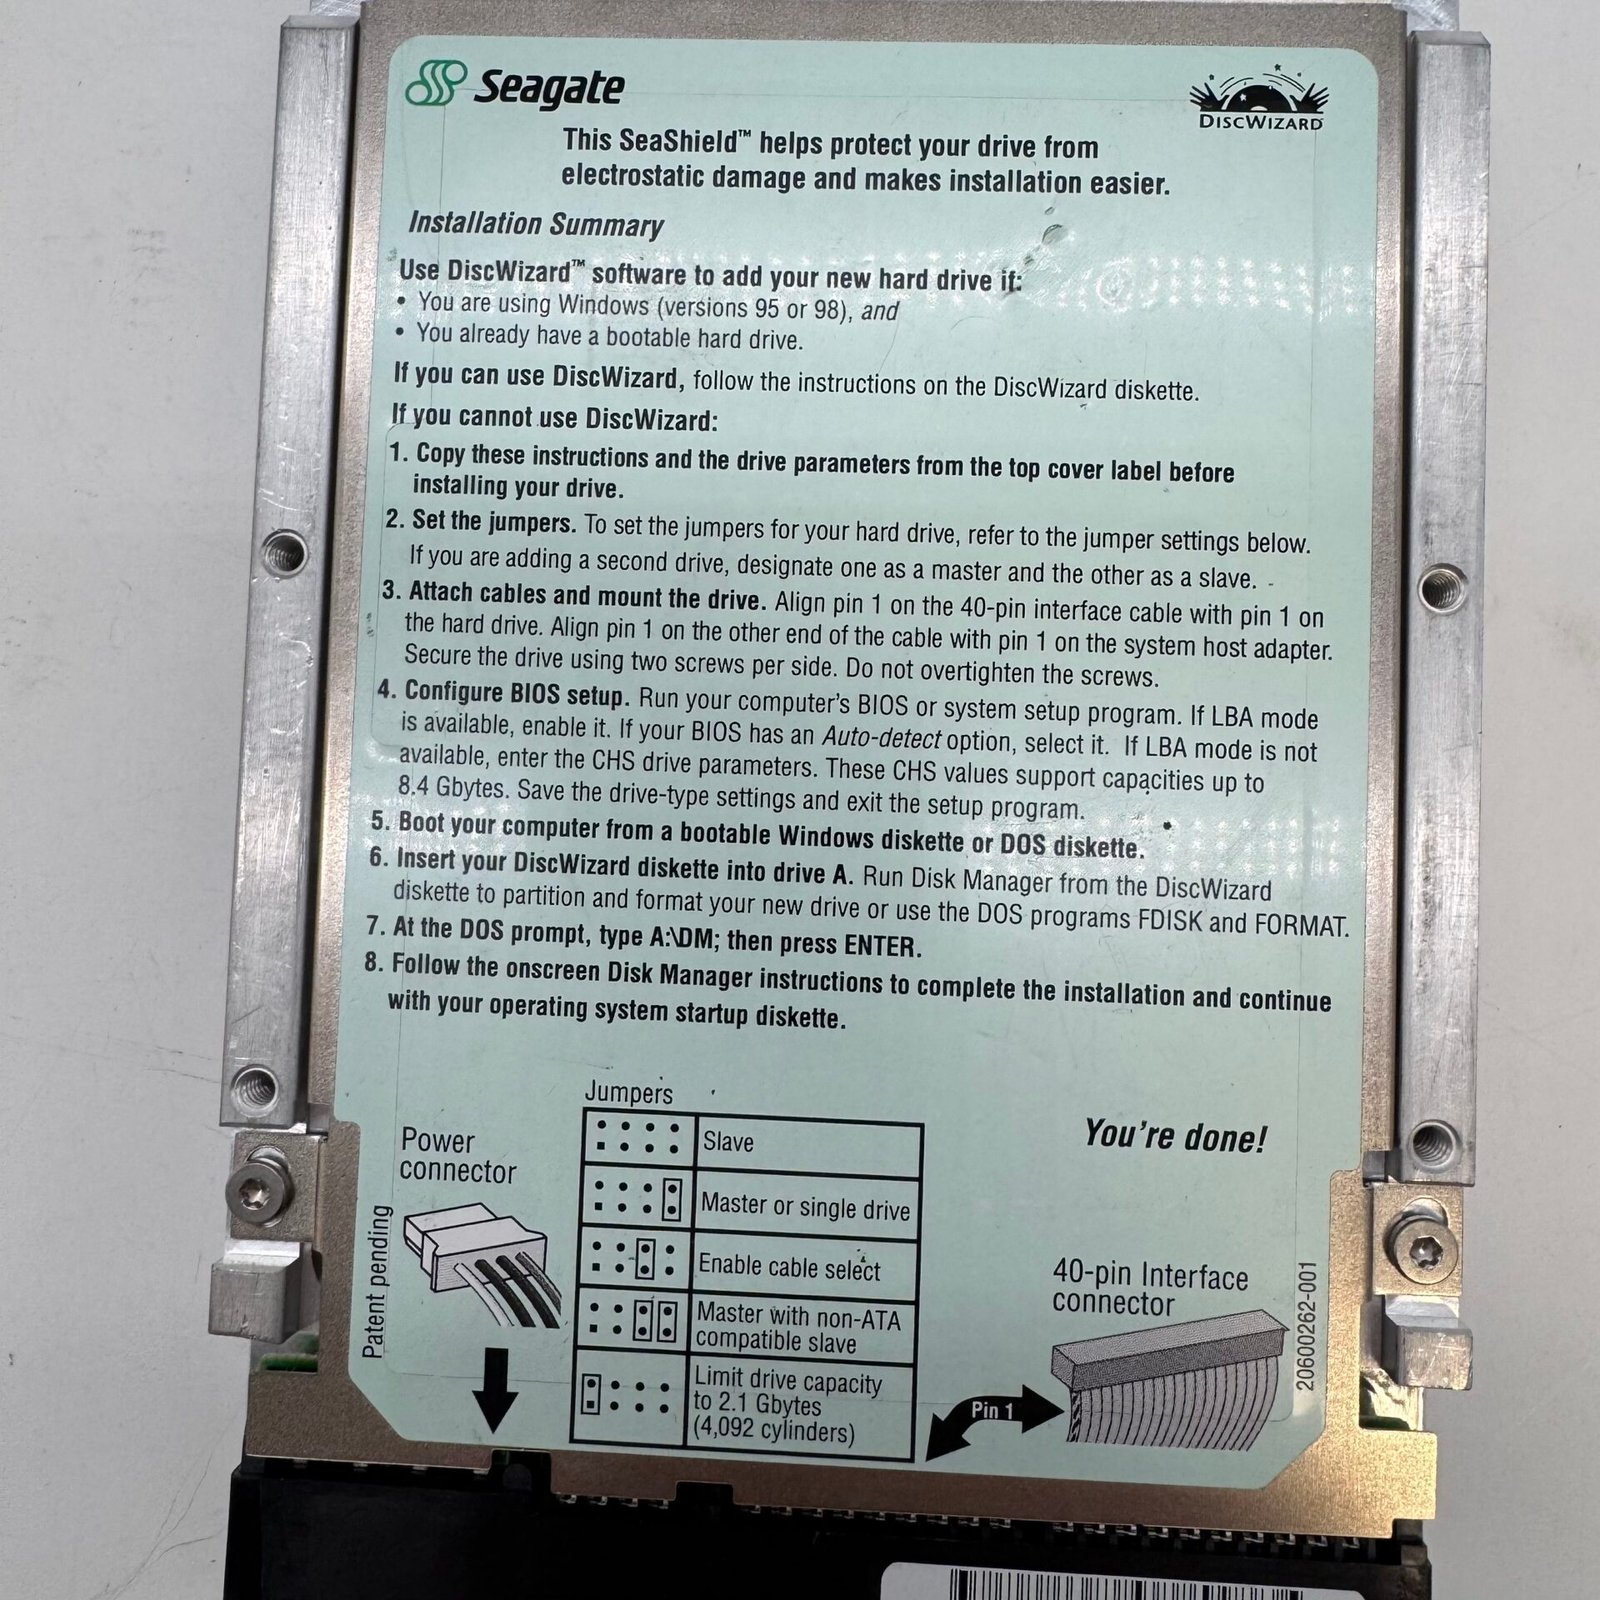 Seagate
DISCWIZARD
This SeaShield™ helps protect your drive from
electrostatic damage and makes installation easier.
Installation Summary
Use DiscWizard™ software to add your new hard drive if:
• You are using Windows (versions 95 or 98), and
• You already have a bootable hard drive.
If you can use DiscWizard, follow the instructions on the DiscWizard diskette.
If you cannot use DiscWizard:
1. Copy these instructions and the drive parameters from the top cover label before
installing your drive.
2. Set the jumpers. To set the jumpers for your hard drive, refer to the jumper settings below.
If you are adding a second drive, designate one as a master and the other as a slave.
3. Attach cables and mount the drive. Align pin 1 on the 40-pin interface cable with pin 1 on
the hard drive. Align pin 1 on the other end of the cable with pin 1 on the system host adapter.
Secure the drive using two screws per side. Do not overtighten the screws.
4. Configure BIOS setup. Run your computer's BIOS or system setup program. If LBA mode
is available, enable it. If your BIOS has an Auto-detect option, select it. If LBA mode is not
available, enter the CHS drive parameters. These CHS values support capacities up to
8.4 Gbytes. Save the drive-type settings and exit the setup program.
5. Boot your computer from a bootable Windows diskette or DOS diskette.
6. Insert your DiscWizard diskette into drive A. Run Disk Manager from the DiscWizard
diskette to partition and format your new drive or use the DOS programs FDISK and FORMAT.
7. At the DOS prompt, type A:\DM; then press ENTER.
8. Follow the onscreen Disk Manager instructions to complete the installation and continue
with your operating system startup diskette.
Power
connector
Patent pending
Jumpers
Slave
Master or single drive
Enable cable select
Master with non-ATA
compatible slave
Limit drive capacity
to 2.1 Gbytes
(4,092 cylinders)
You're done!
40-pin Interface
connector
Pin 1
20600262-001